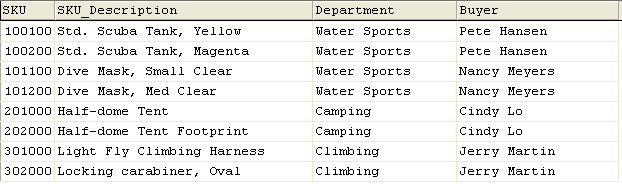 SKU SKU_Description Department Buyer
100100 Std. Scuba Tank, Yellow Water Sports Pete Hansen
100200 Std. Scuba Tank, Magenta Water Sports Pete Hansen
101100 Dive Mask, Small Clear Water Sports Nancy Meyers
101200 Dive Mask, Med Clear Water Sports Nancy Meyers
201000 Half-dome Tent Camping Cindy Lo
202000 Half-dome Tent Footprint Camping Cindy Lo
301000 Light Fly Climbing Harness Climbing Jerry Martin
302000 Locking carabiner, Oval Climbing Jerry Martin